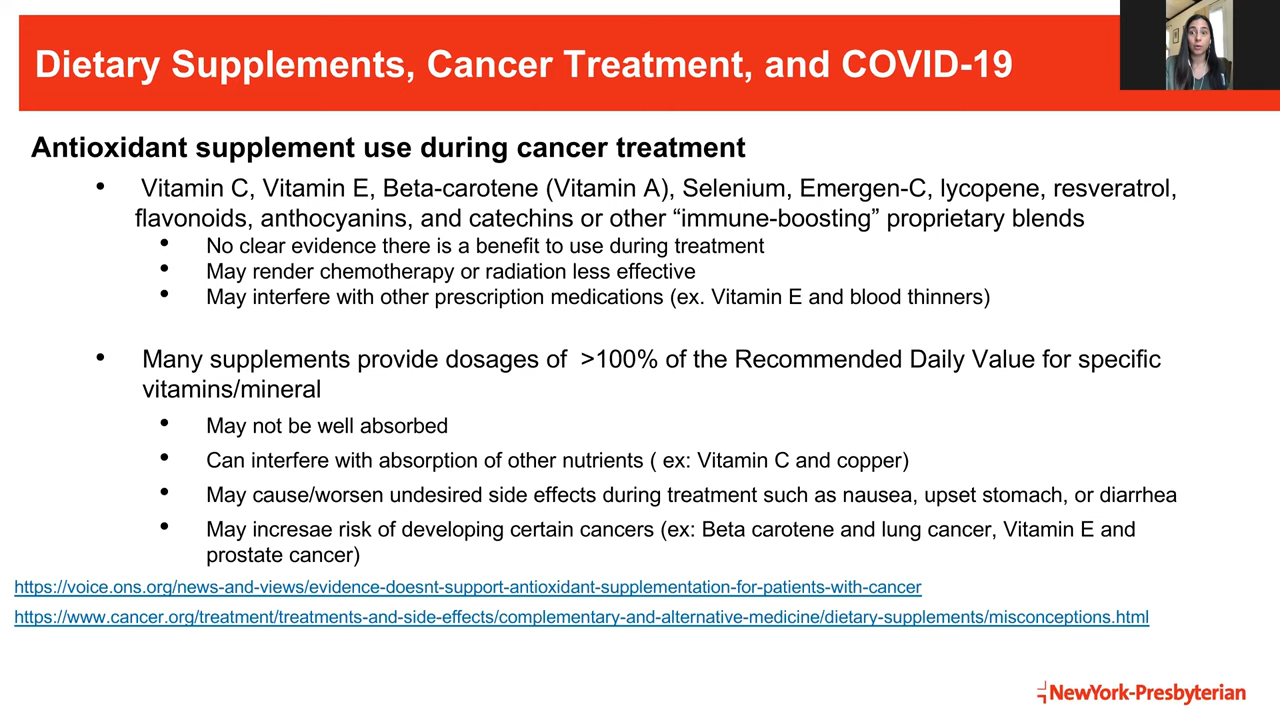 Dietary Supplements, Cancer Treatment, and COVID-19
Antioxidant supplement use during cancer treatment
• Vitamin C, Vitamin E, Beta-carotene (Vitamin A), Selenium, Emergen-C, lycopene, resveratrol,
flavonoids, anthocyanins, and catechins or other “immune-boosting” proprietary blends
• No clear evidence there is a benefit to use during treatment
• May render chemotherapy or radiation less effective
• May interfere with other prescription medications (ex. Vitamin E and blood thinners)
• Many supplements provide dosages of >100% of the Recommended Daily Value for specific
vitamins/mineral
• May not be well absorbed
• Can interfere with absorption of other nutrients ( ex: Vitamin C and copper)
• May cause/worsen undesired side effects during treatment such as nausea, upset stomach, or diarrhea
• May incresae risk of developing certain cancers (ex: Beta carotene and lung cancer, Vitamin E and
prostate cancer)
https://voice.ons.org/news-and-views/evidence-doesnt-support-antioxidant-supplementation-for-patients-with-cancer
https://www.cancer.org/treatment/treatments-and-side-effects/complementary-and-alternative-medicine/dietary-supplements/misconceptions.html
NewYork-Presbyterian